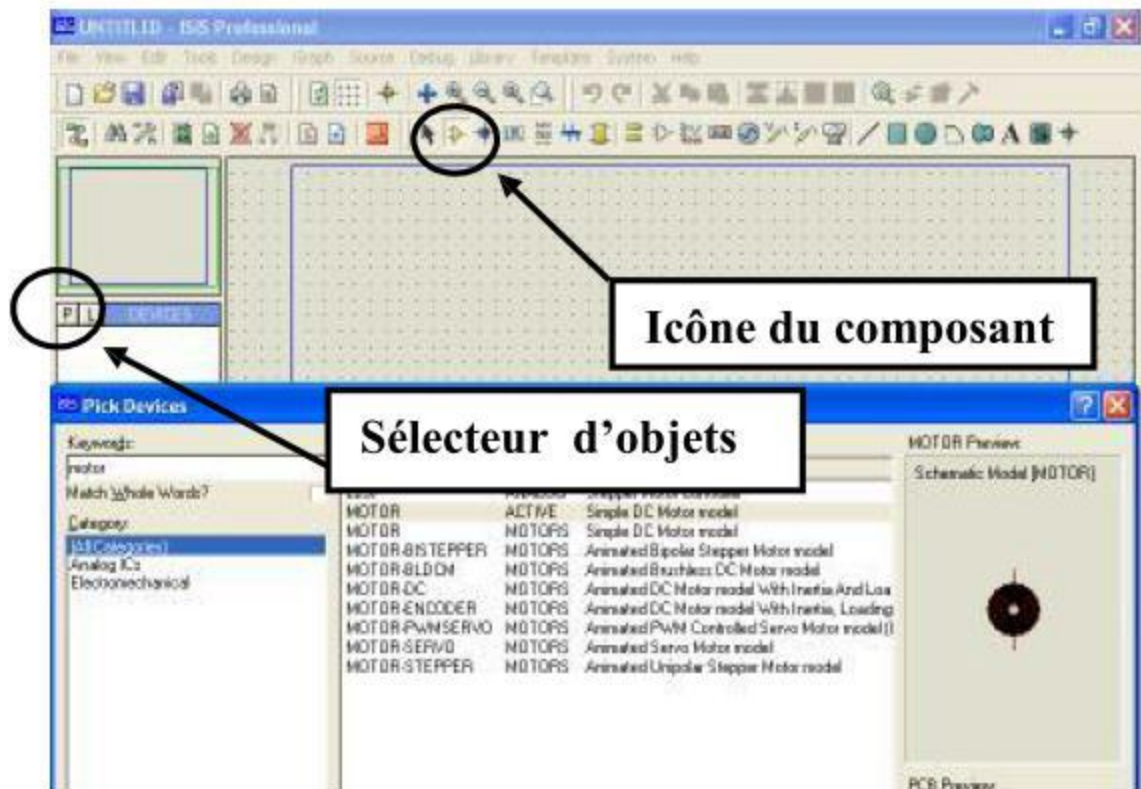 UNTITLED - ISIS Professional
File View Edit Tools Design Graph Source Debug Library Template System Help
Icône du composant
P L DEVICES
Pick Devices
Sélecteur d’objets
Keywords:
motor
Match Whole Words?
Category:
(All Categories)
Analog ICs
Electromechanical
MOTOR ACTIVE Simple DC Motor model
MOTOR MOTORS Simple DC Motor model
MOTOR-BISTEPPER MOTORS Animated Bipolar Stepper Motor model
MOTOR-BLDCM MOTORS Animated Brushless DC Motor model
MOTOR-DC MOTORS Animated DC Motor model With Inertia And Loa
MOTOR-ENCODER MOTORS Animated DC Motor model With Inertia, Loading
MOTOR-PWMSERVO MOTORS Animated PWM Controlled Servo Motor model (
MOTOR-SERVO MOTORS Animated Servo Motor model
MOTOR-STEPPER MOTORS Animated Unipolar Stepper Motor model
MOTOR Preview:
Schematic Model [MOTOR]
PCB Preview: